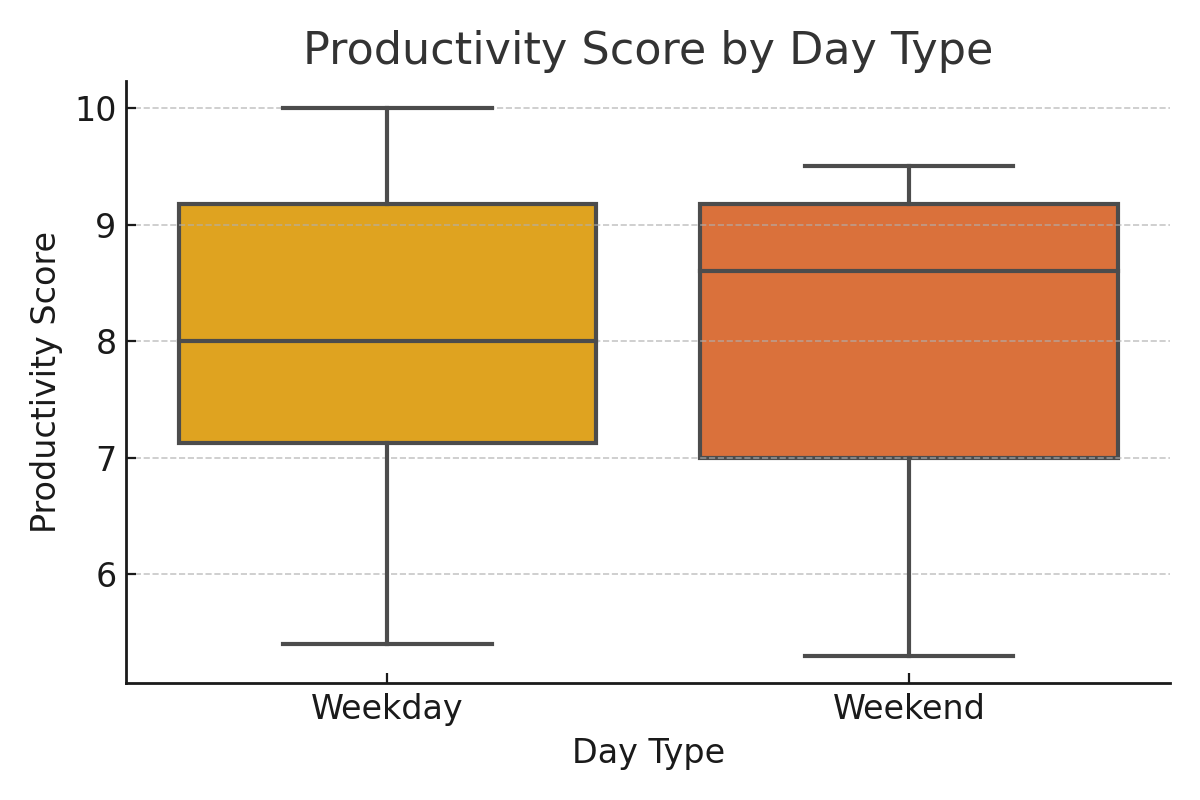 Productivity Score by Day Type
Productivity Score
10
9
8
7
6
Weekday
Weekend
Day Type